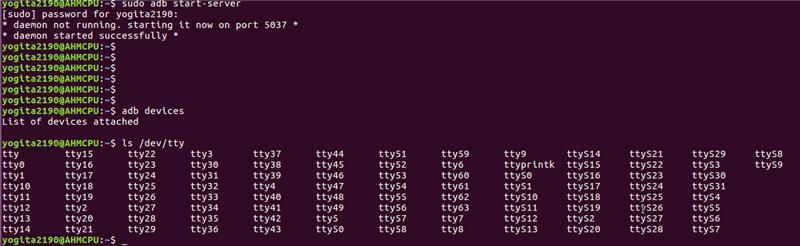 yogita2190@AHMCPU:~$ sudo adb start-server
[sudo] password for yogita2190:
* daemon not running. starting it now on port 5037 *
* daemon started successfully *
yogita2190@AHMCPU:~$
yogita2190@AHMCPU:~$
yogita2190@AHMCPU:~$
yogita2190@AHMCPU:~$
yogita2190@AHMCPU:~$
yogita2190@AHMCPU:~$ adb devices
List of devices attached
yogita2190@AHMCPU:~$ ls /dev/tty
tty tty15 tty22 tty3 tty37 tty44 tty51 tty59 tty9 ttyS14 ttyS21 ttyS29 ttyS8
tty0 tty16 tty23 tty30 tty38 tty45 tty52 tty6 ttyprintk ttyS15 ttyS22 ttyS3 ttyS9
tty1 tty17 tty24 tty31 tty39 tty46 tty53 tty60 ttyS0 ttyS16 ttyS23 ttyS30
tty10 tty18 tty25 tty32 tty4 tty47 tty54 tty61 ttyS1 ttyS17 ttyS24 ttyS31
tty11 tty19 tty26 tty33 tty40 tty48 tty55 tty62 ttyS10 ttyS18 ttyS25 ttyS4
tty12 tty2 tty27 tty34 tty41 tty49 tty56 tty63 ttyS11 ttyS19 ttyS26 ttyS5
tty13 tty20 tty28 tty35 tty42 tty5 tty57 tty7 ttyS12 ttyS2 ttyS27 ttyS6
tty14 tty21 tty29 tty36 tty43 tty50 tty58 tty8 ttyS13 ttyS20 ttyS28 ttyS7
yogita2190@AHMCPU:~$ _